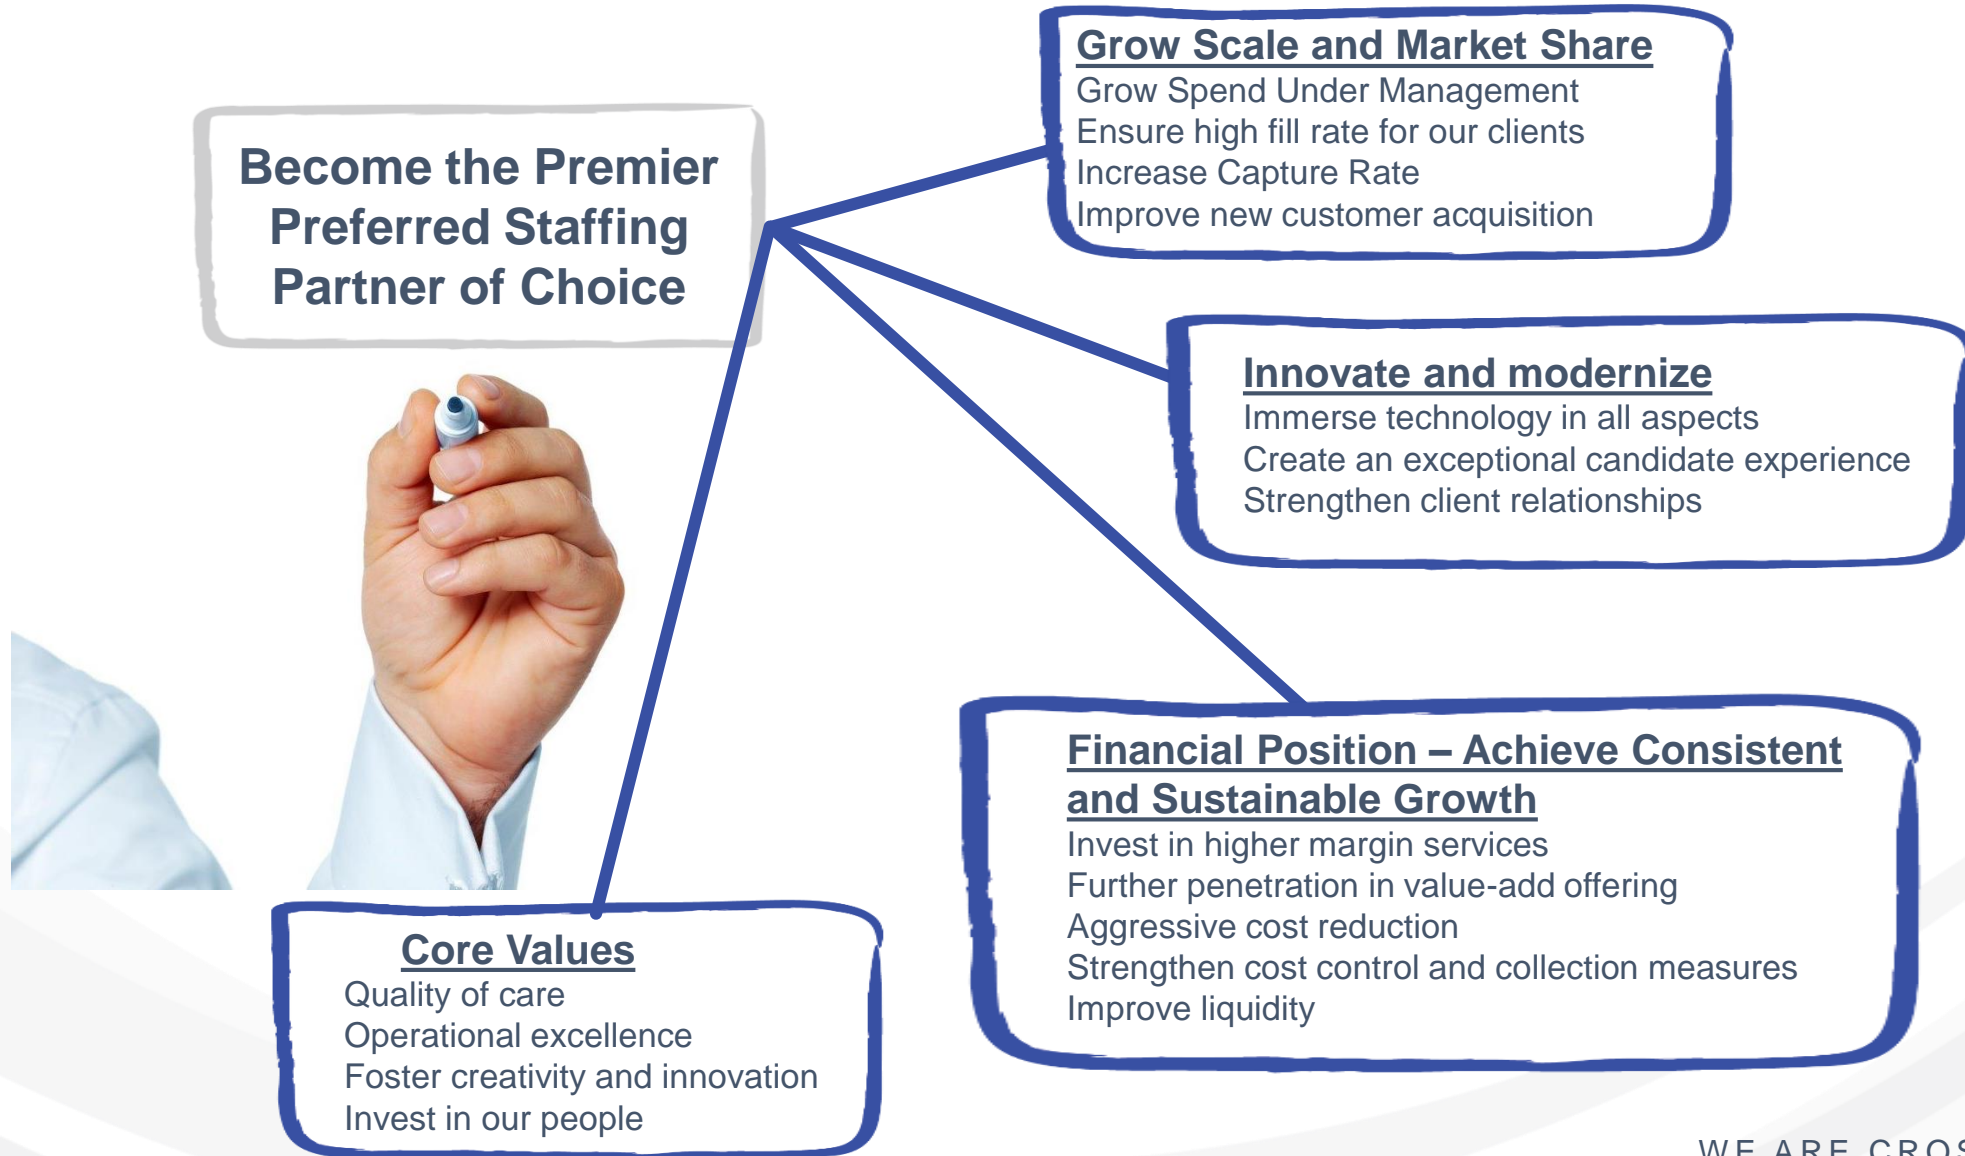 Become the Premier
Preferred Staffing
Partner of Choice
Grow Scale and Market Share
Grow Spend Under Management
Ensure high fill rate for our clients
Increase Capture Rate
Improve new customer acquisition
Innovate and modernize
Immerse technology in all aspects
Create an exceptional candidate experience
Strengthen client relationships
Financial Position – Achieve Consistent
and Sustainable Growth
Invest in higher margin services
Further penetration in value-add offering
Aggressive cost reduction
Strengthen cost control and collection measures
Improve liquidity
Core Values
Quality of care
Operational excellence
Foster creativity and innovation
Invest in our people
WE ARE